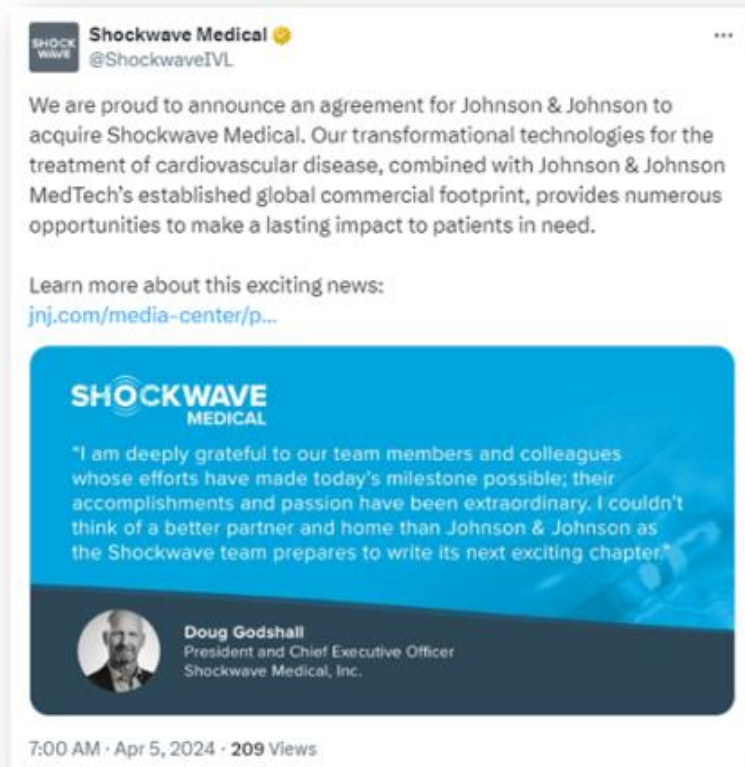 SHOCK
WAVE
Shockwave Medical
@ShockwaveIVL
We are proud to announce an agreement for Johnson & Johnson to
acquire Shockwave Medical. Our transformational technologies for the
treatment of cardiovascular disease, combined with Johnson & Johnson
MedTech's established global commercial footprint, provides numerous
opportunities to make a lasting impact to patients in need.
Learn more about this exciting news:
jnj.com/media-center/p...
SHOCKWAVE
MEDICAL
"I am deeply grateful to our team members and colleagues
whose efforts have made today's milestone possible; their
accomplishments and passion have been extraordinary. I couldn't
think of a better partner and home than Johnson & Johnson as
the Shockwave team prepares to write its next exciting chapter."
Doug Godshall
President and Chief Executive Officer
Shockwave Medical, Inc.
7:00 AM · Apr 5, 2024 · 209 Views